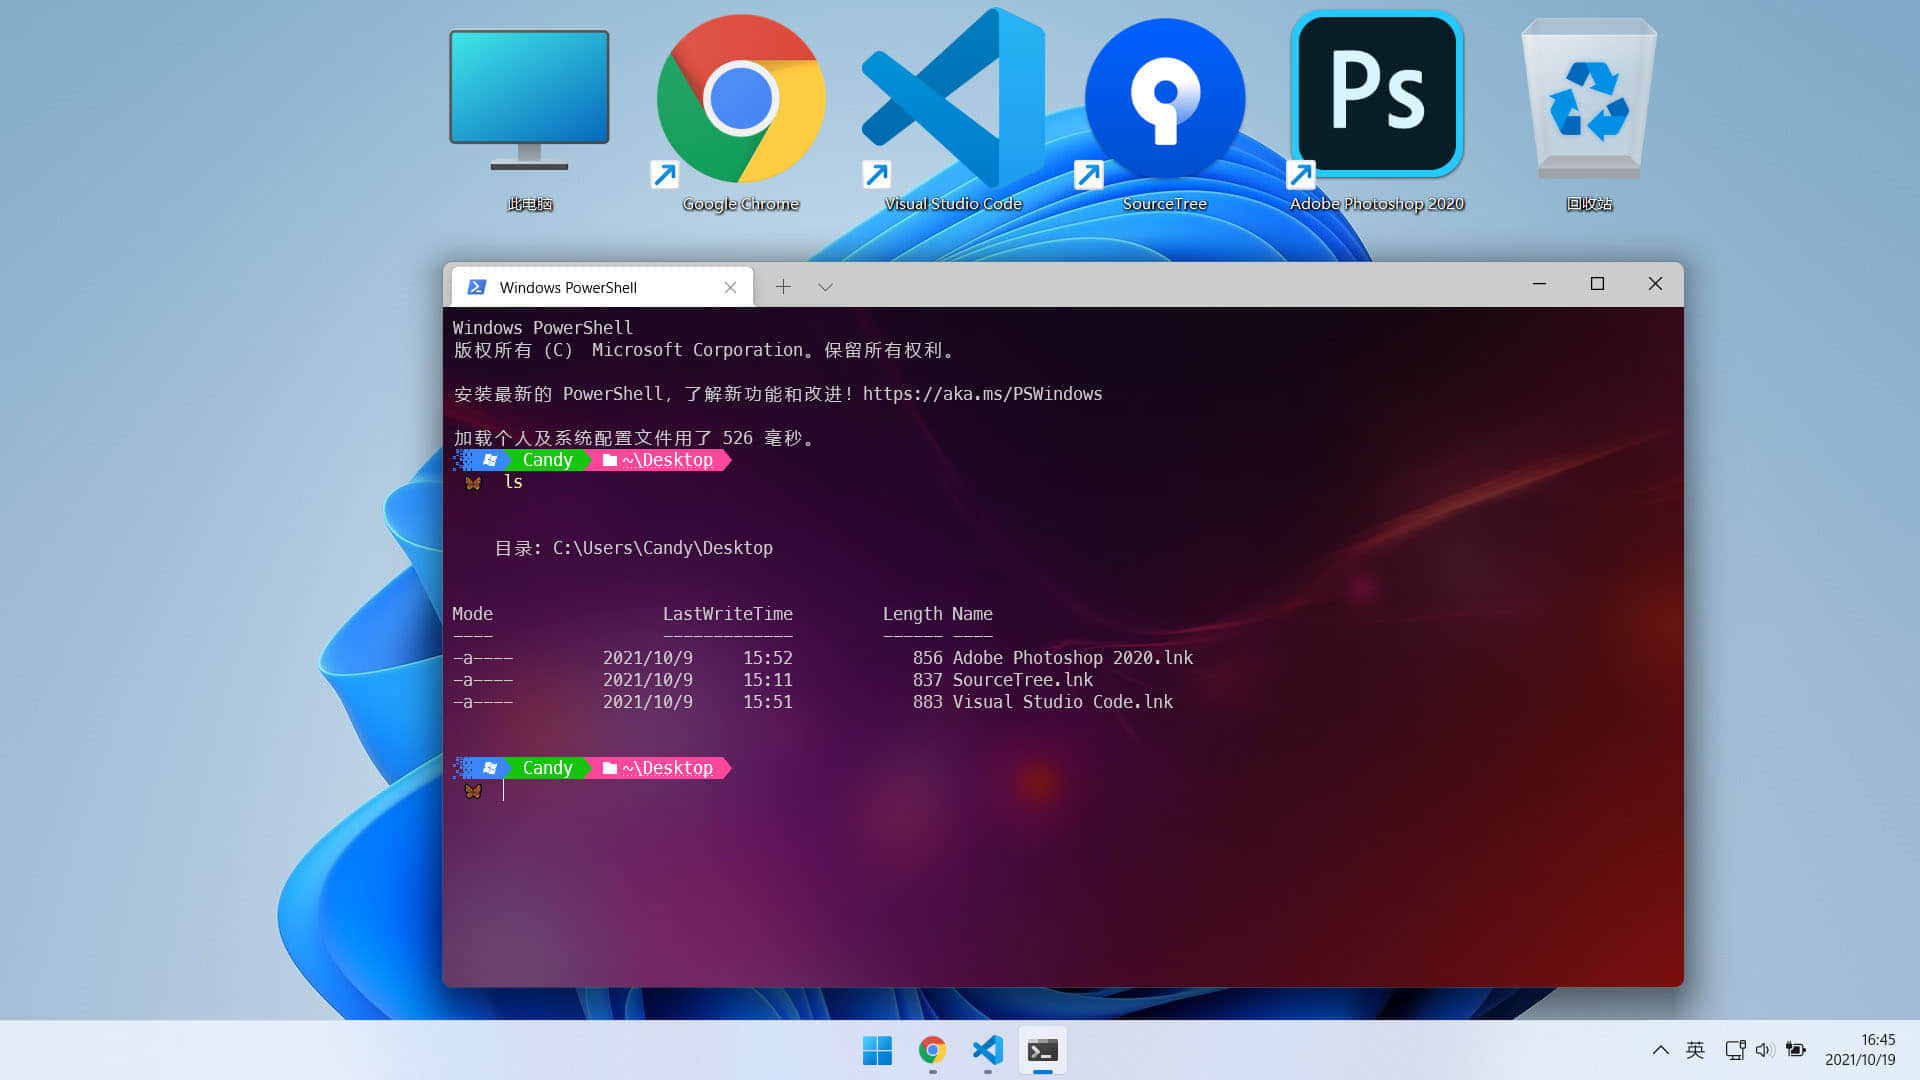 Ps
此电脑
Google Chrome
Visual Studio Code
SourceTree
Adobe Photoshop 2020
回收站
Windows PowerShell
Windows PowerShell
版权所有 (C) Microsoft Corporation。保留所有权利。
安装最新的 PowerShell，了解新功能和改进！https://aka.ms/PSWindows
加载个人及系统配置文件用了 526 毫秒。
Candy ~\Desktop
ls
目录: C:\Users\Candy\Desktop
Mode LastWriteTime Length Name
---- ------------- ------ ----
-a---- 2021/10/9 15:52 856 Adobe Photoshop 2020.lnk
-a---- 2021/10/9 15:11 837 SourceTree.lnk
-a---- 2021/10/9 15:51 883 Visual Studio Code.lnk
Candy ~\Desktop
英
16:45
2021/10/19